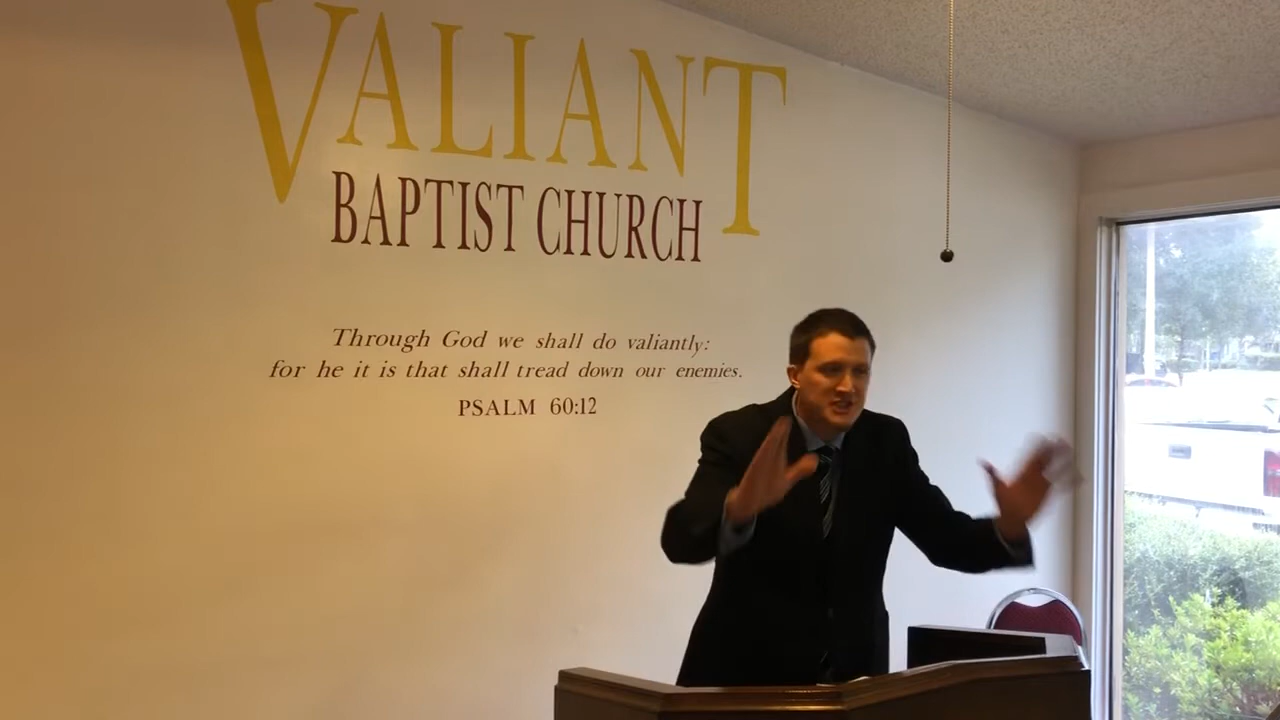 VALIANT
BAPTIST CHURCH
Through God we shall do valiantly:
for he it is that shall tread down our enemies.
PSALM 60:12